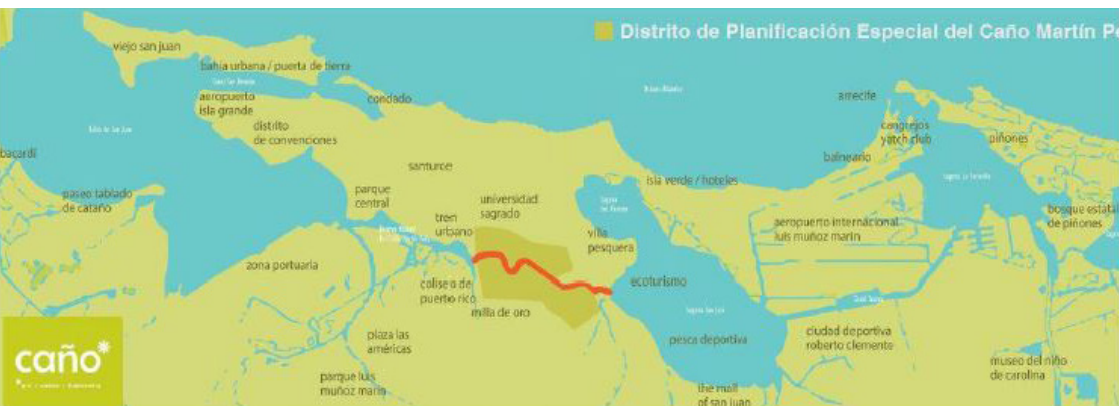 Distrito de Planificación Especial del Caño Martín Pe
viejo san juan
bahía urbana / puerta de tierra
aeropuerto
isla grande
condado
distrito
de convenciones
arrecife
cangrejos
yatch club
piñones
bacardí
santurce
balneario
isla verde / hoteles
paseo tablado
de cataño
parque
central
universidad
sagrado
tren
urbano
villa
pesquera
aeropuerto internacional
luis muñoz marín
bosque estatal
de piñones
zona portuaria
coliseo de
puerto rico
ecoturismo
milla de oro
plaza las
américas
pesca deportiva
ciudad deportiva
roberto clemente
parque luis
muñoz marín
the mall
of san juan
museo del niño
de carolina
caño*